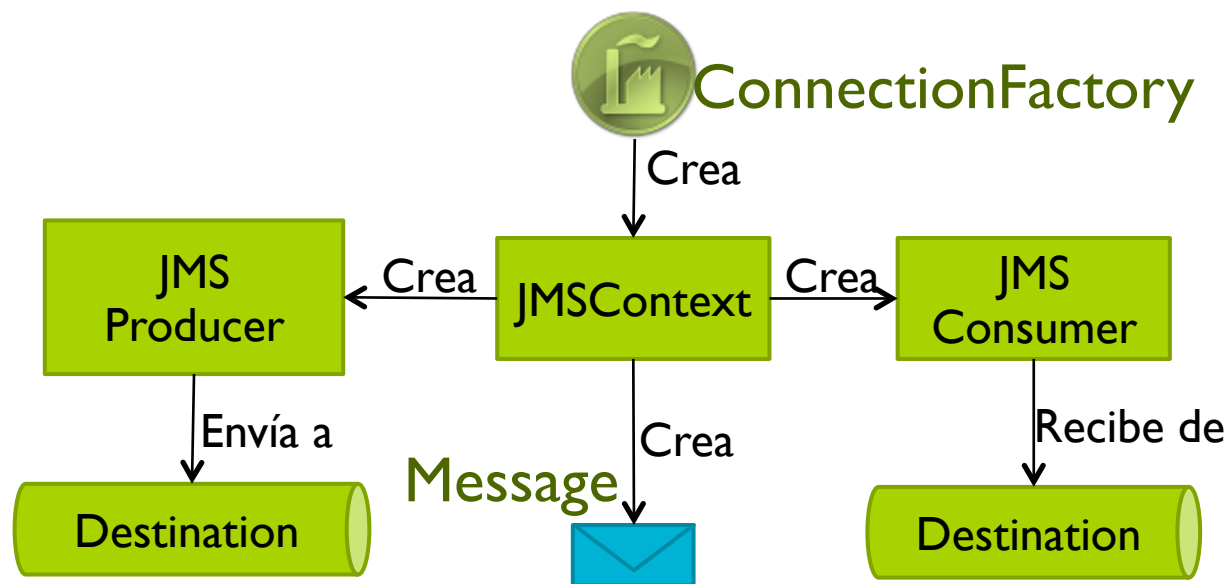 ConnectionFactory
Crea
JMS
Producer
Crea
JMSContext
Crea
JMS
Consumer
Envía a
Crea
Recibe de
Message
Destination
Destination